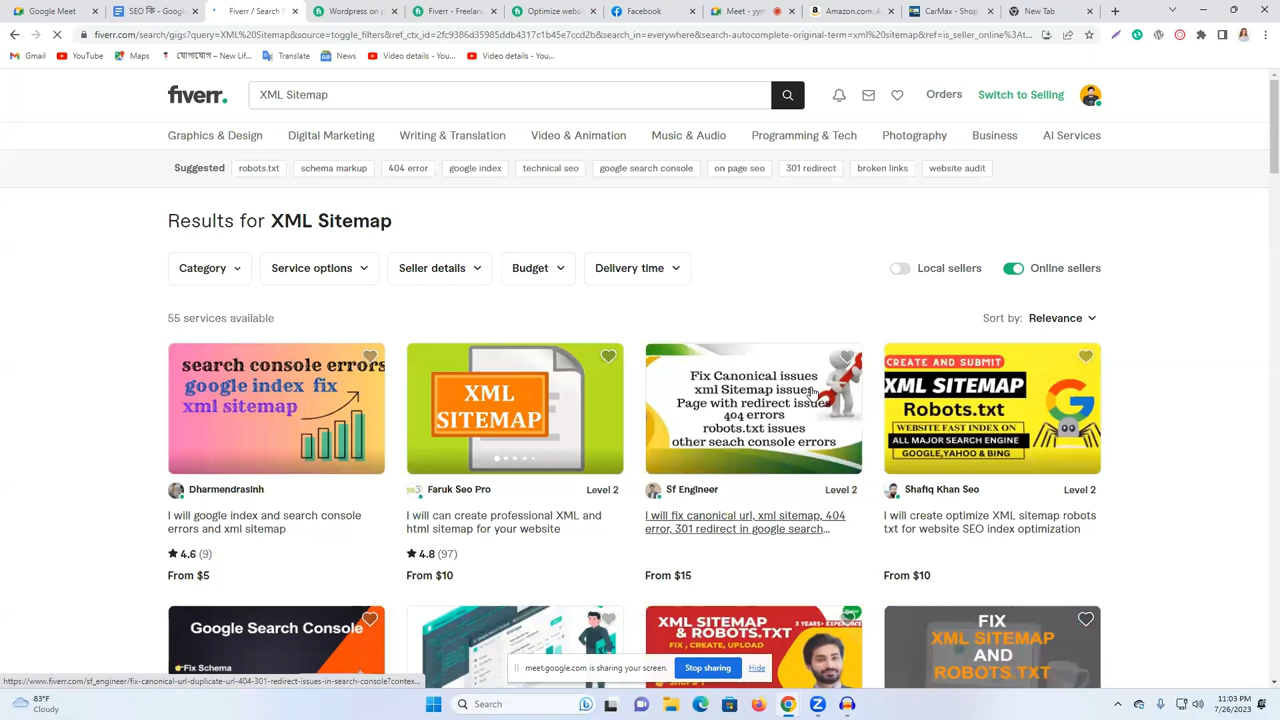 Google Meet
SEO কি - Googl
Fiverr / Search
Wordpress on p
Fiverr - Freelan
Optimize webs
Facebook
Meet - ym
Amazon.com. A
CarMax - Shop
New Tab
fiverr.com/search/gigs?query=XML%20Sitemap&source=toggle_filters&ref_ctx_id=2fc9386d35985ddb4317c1b45e7ccd2b&search_in=everywhere&search-autocomplete-original-term=xml%20sitemap&ref=is_seller_online%3At...
Gmail
YouTube
Maps
যোগাযোগ – New Lif...
Translate
News
Video details - You...
Video details - You...
fiverr.
XML Sitemap
Orders
Switch to Selling
Graphics & Design
Digital Marketing
Writing & Translation
Video & Animation
Music & Audio
Programming & Tech
Photography
Business
AI Services
Suggested
robots.txt
schema markup
404 error
google index
technical seo
google search console
on page seo
301 redirect
broken links
website audit
Results for XML Sitemap
Category
Service options
Seller details
Budget
Delivery time
Local sellers
Online sellers
55 services available
Sort by: Relevance
search console errors
google index fix
xml sitemap
XML
SITEMAP
Fix Canonical issues
xml Sitemap issues
Page with redirect issues
404 errors
robots.txt issues
other seach console errors
CREATE AND SUBMIT
XML SITEMAP
Robots.txt
WEBSITE FAST INDEX ON
ALL MAJOR SEARCH ENGINE
GOOGLE,YAHOO & BING
Dharmendrasinh
Faruk Seo Pro
Level 2
Sf Engineer
Level 2
Shafiq Khan Seo
Level 2
I will google index and search console
errors and xml sitemap
I will can create professional XML and
html sitemap for your website
I will fix canonical url, xml sitemap, 404
error, 301 redirect in google search...
I will create optimize XML sitemap robots
txt for website SEO index optimization
4.6 (9)
4.8 (97)
From $5
From $10
From $15
From $10
Google Search Console
Fix Schema
XML SITEMAP
& ROBOTS.TXT
3 YEARS+ EXPERIENCE
fiverr
FIX , CREATE, UPLOAD
FIX
XML SITEMAP
AND
ROBOTS.TXT
meet.google.com is sharing your screen.
Stop sharing
Hide
https://www.fiverr.com/sf_engineer/fix-canonical-url-duplicate-url-404-301-redirect-issues-in-search-console?context...
83°F
Cloudy
Search
11:03 PM
7/26/2023